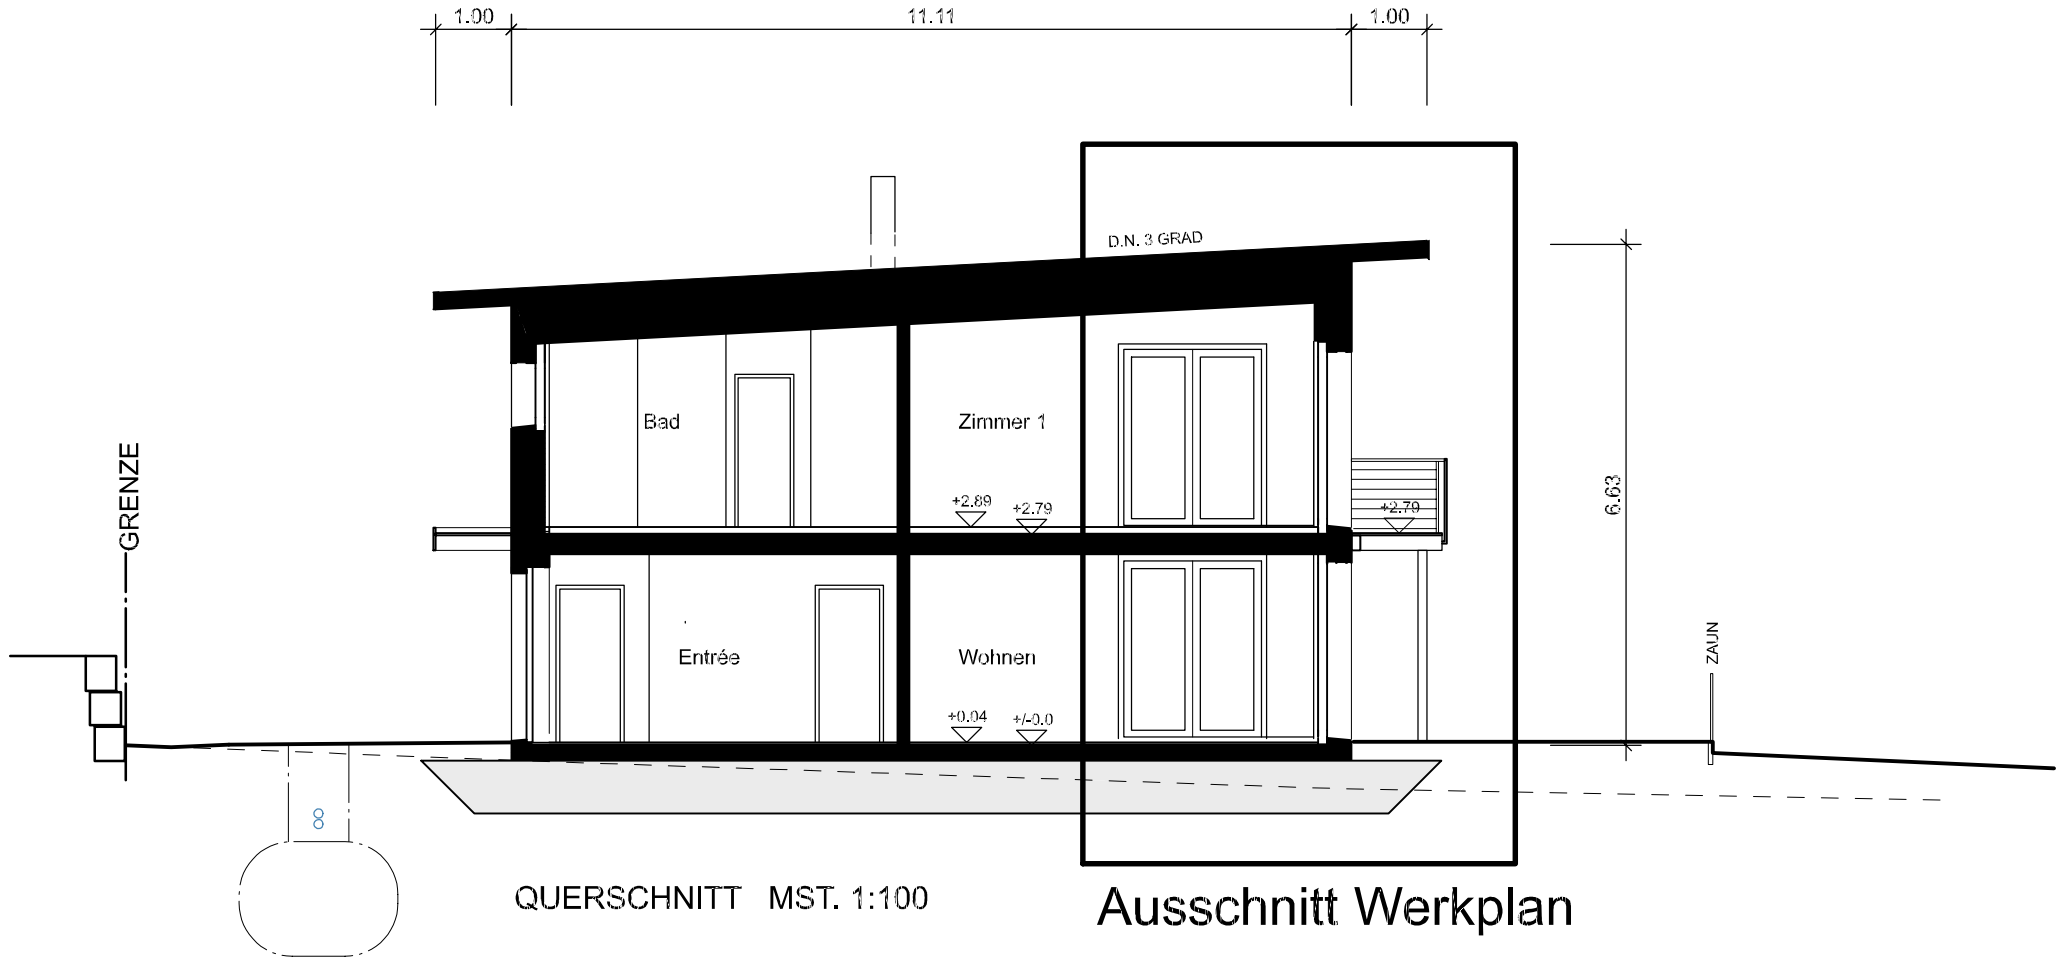 1.00
11.11
1.00
D.N. 3 GRAD
Bad
Zimmer 1
+2.89
+2.79
+2.79
6.63
GRENZE
Entrée
Wohnen
+0.04
+/-0.0
ZAUN
8
QUERSCHNITT MST. 1:100
Ausschnitt Werkplan